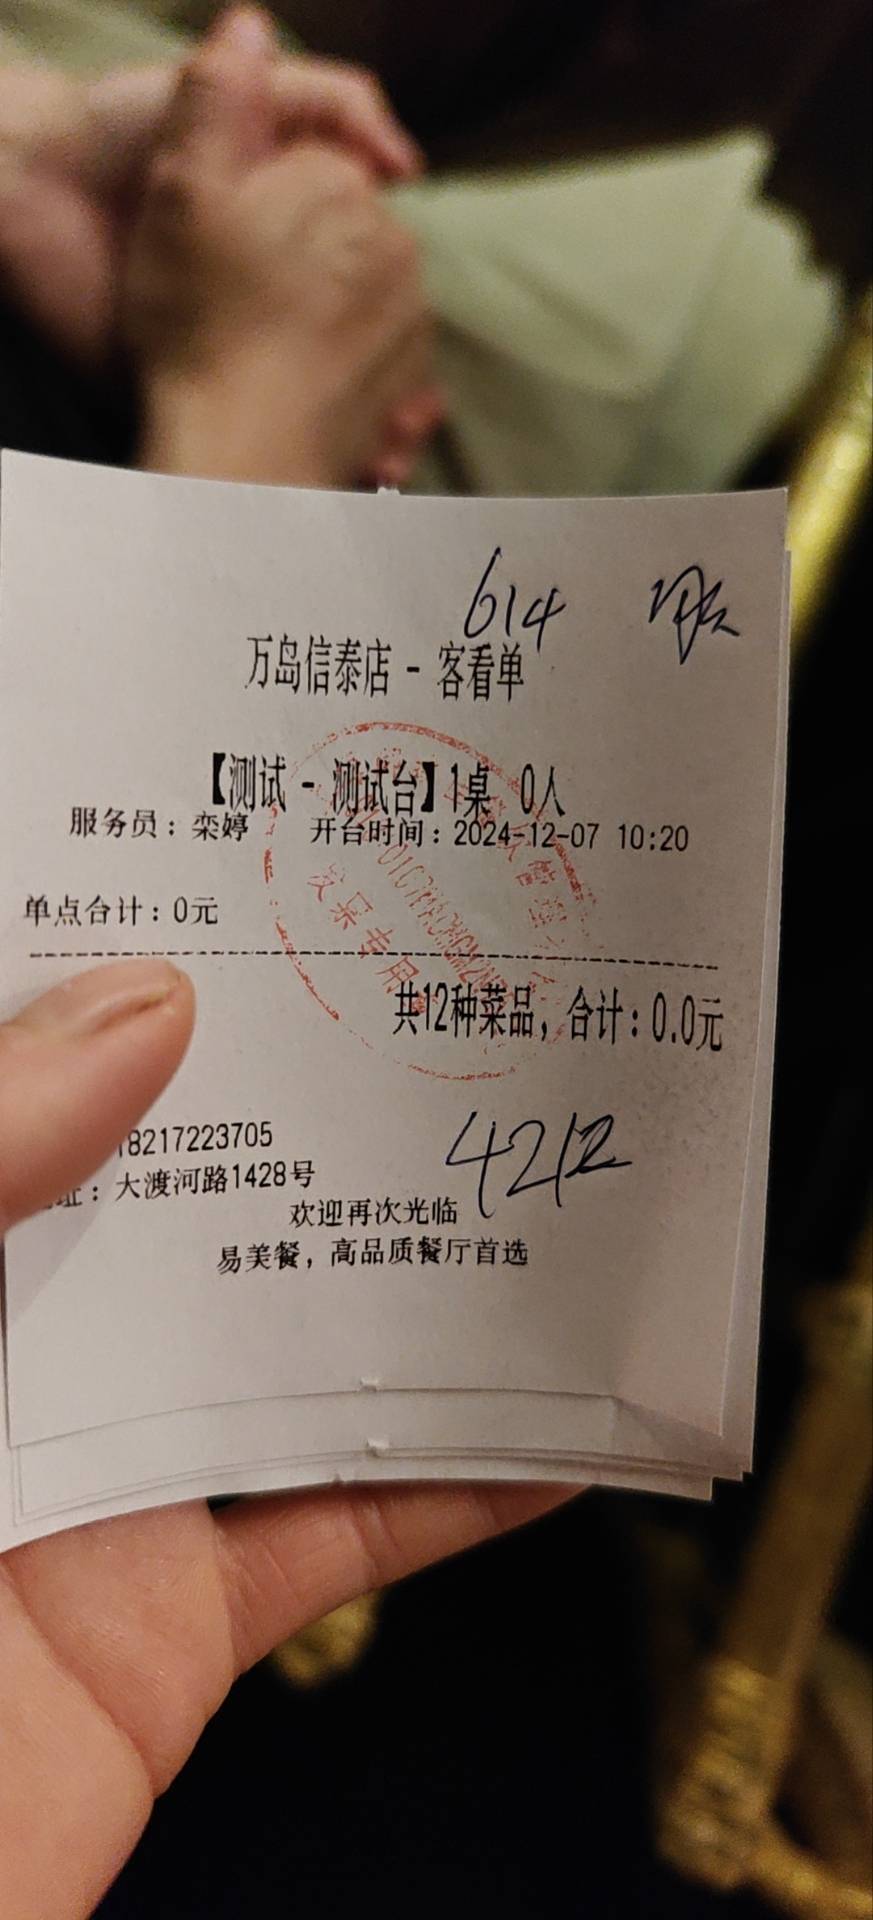 614
万岛信泰店 - 客看单
【测试 - 测试台】1桌 0人
服务员：栾婷 开台时间：2024-12-07 10:20
单点合计：0元
共12种菜品，合计：0.0元
18217223705
址：大渡河路1428号
4212
欢迎再次光临
易美餐，高品质餐厅首选